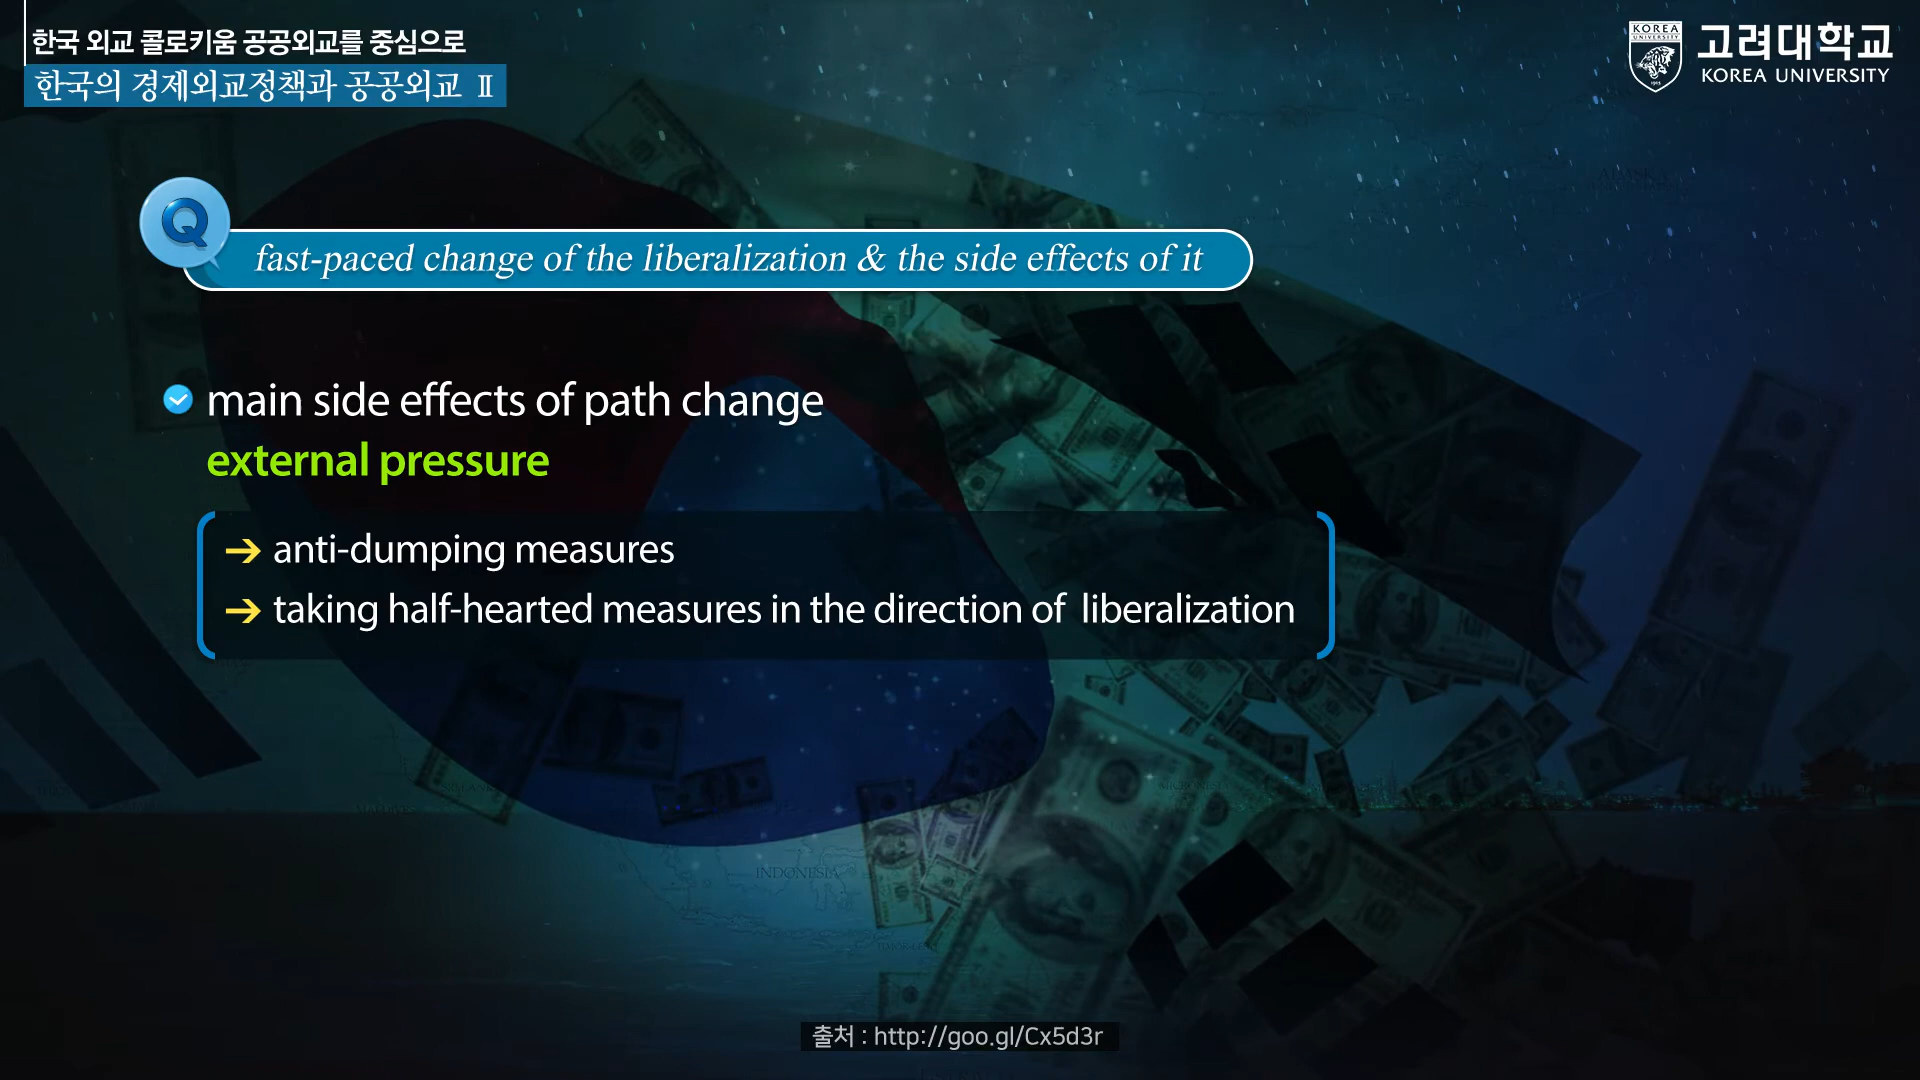 한국 외교 콜로키움 공공외교를 중심으로
한국의 경제외교정책과 공공외교 Ⅱ
KOREA
UNIVERSITY
고려대학교
KOREA UNIVERSITY
ALASKA
Q
fast-paced change of the liberalization & the side effects of it
main side effects of path change
external pressure
➔ anti-dumping measures
➔ taking half-hearted measures in the direction of liberalization
INDONESIA
출처 : http://goo.gl/Cx5d3r